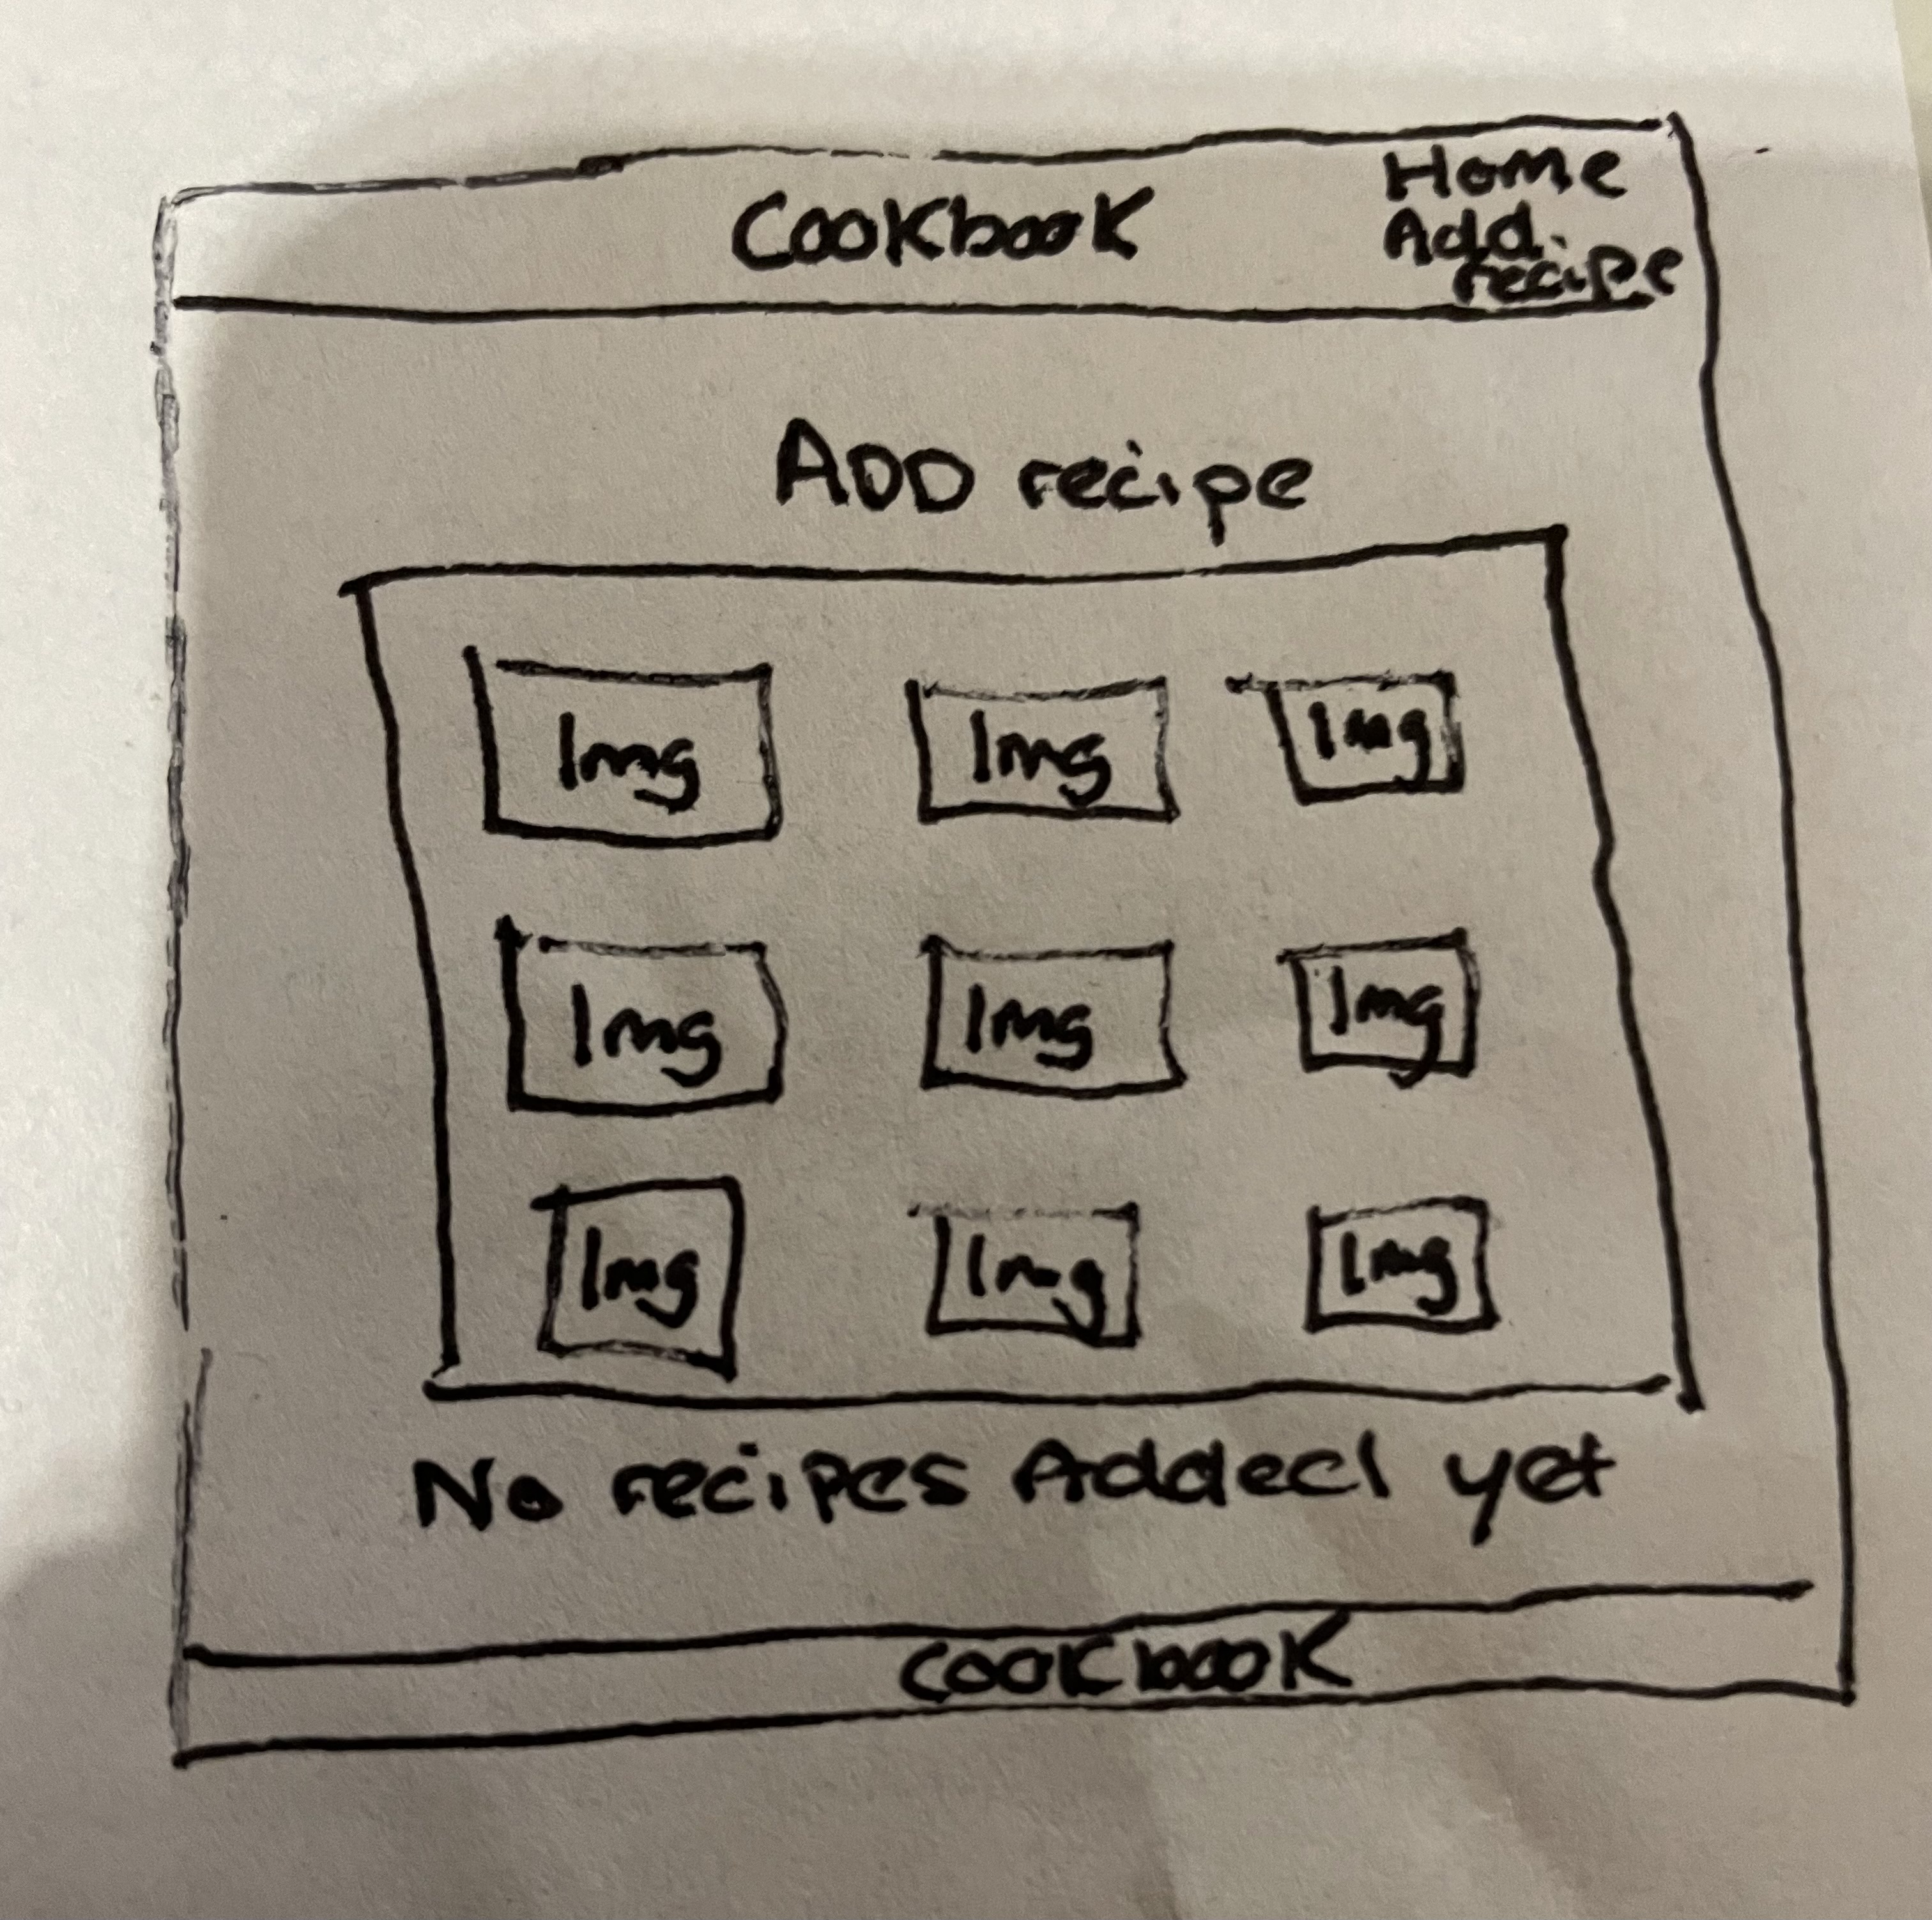 CooKbooK
Home
Add
recipe
ADD recipe
Img Img Img
Img Img Img
Img Img Img
No recipes Added yet
CooKbooK